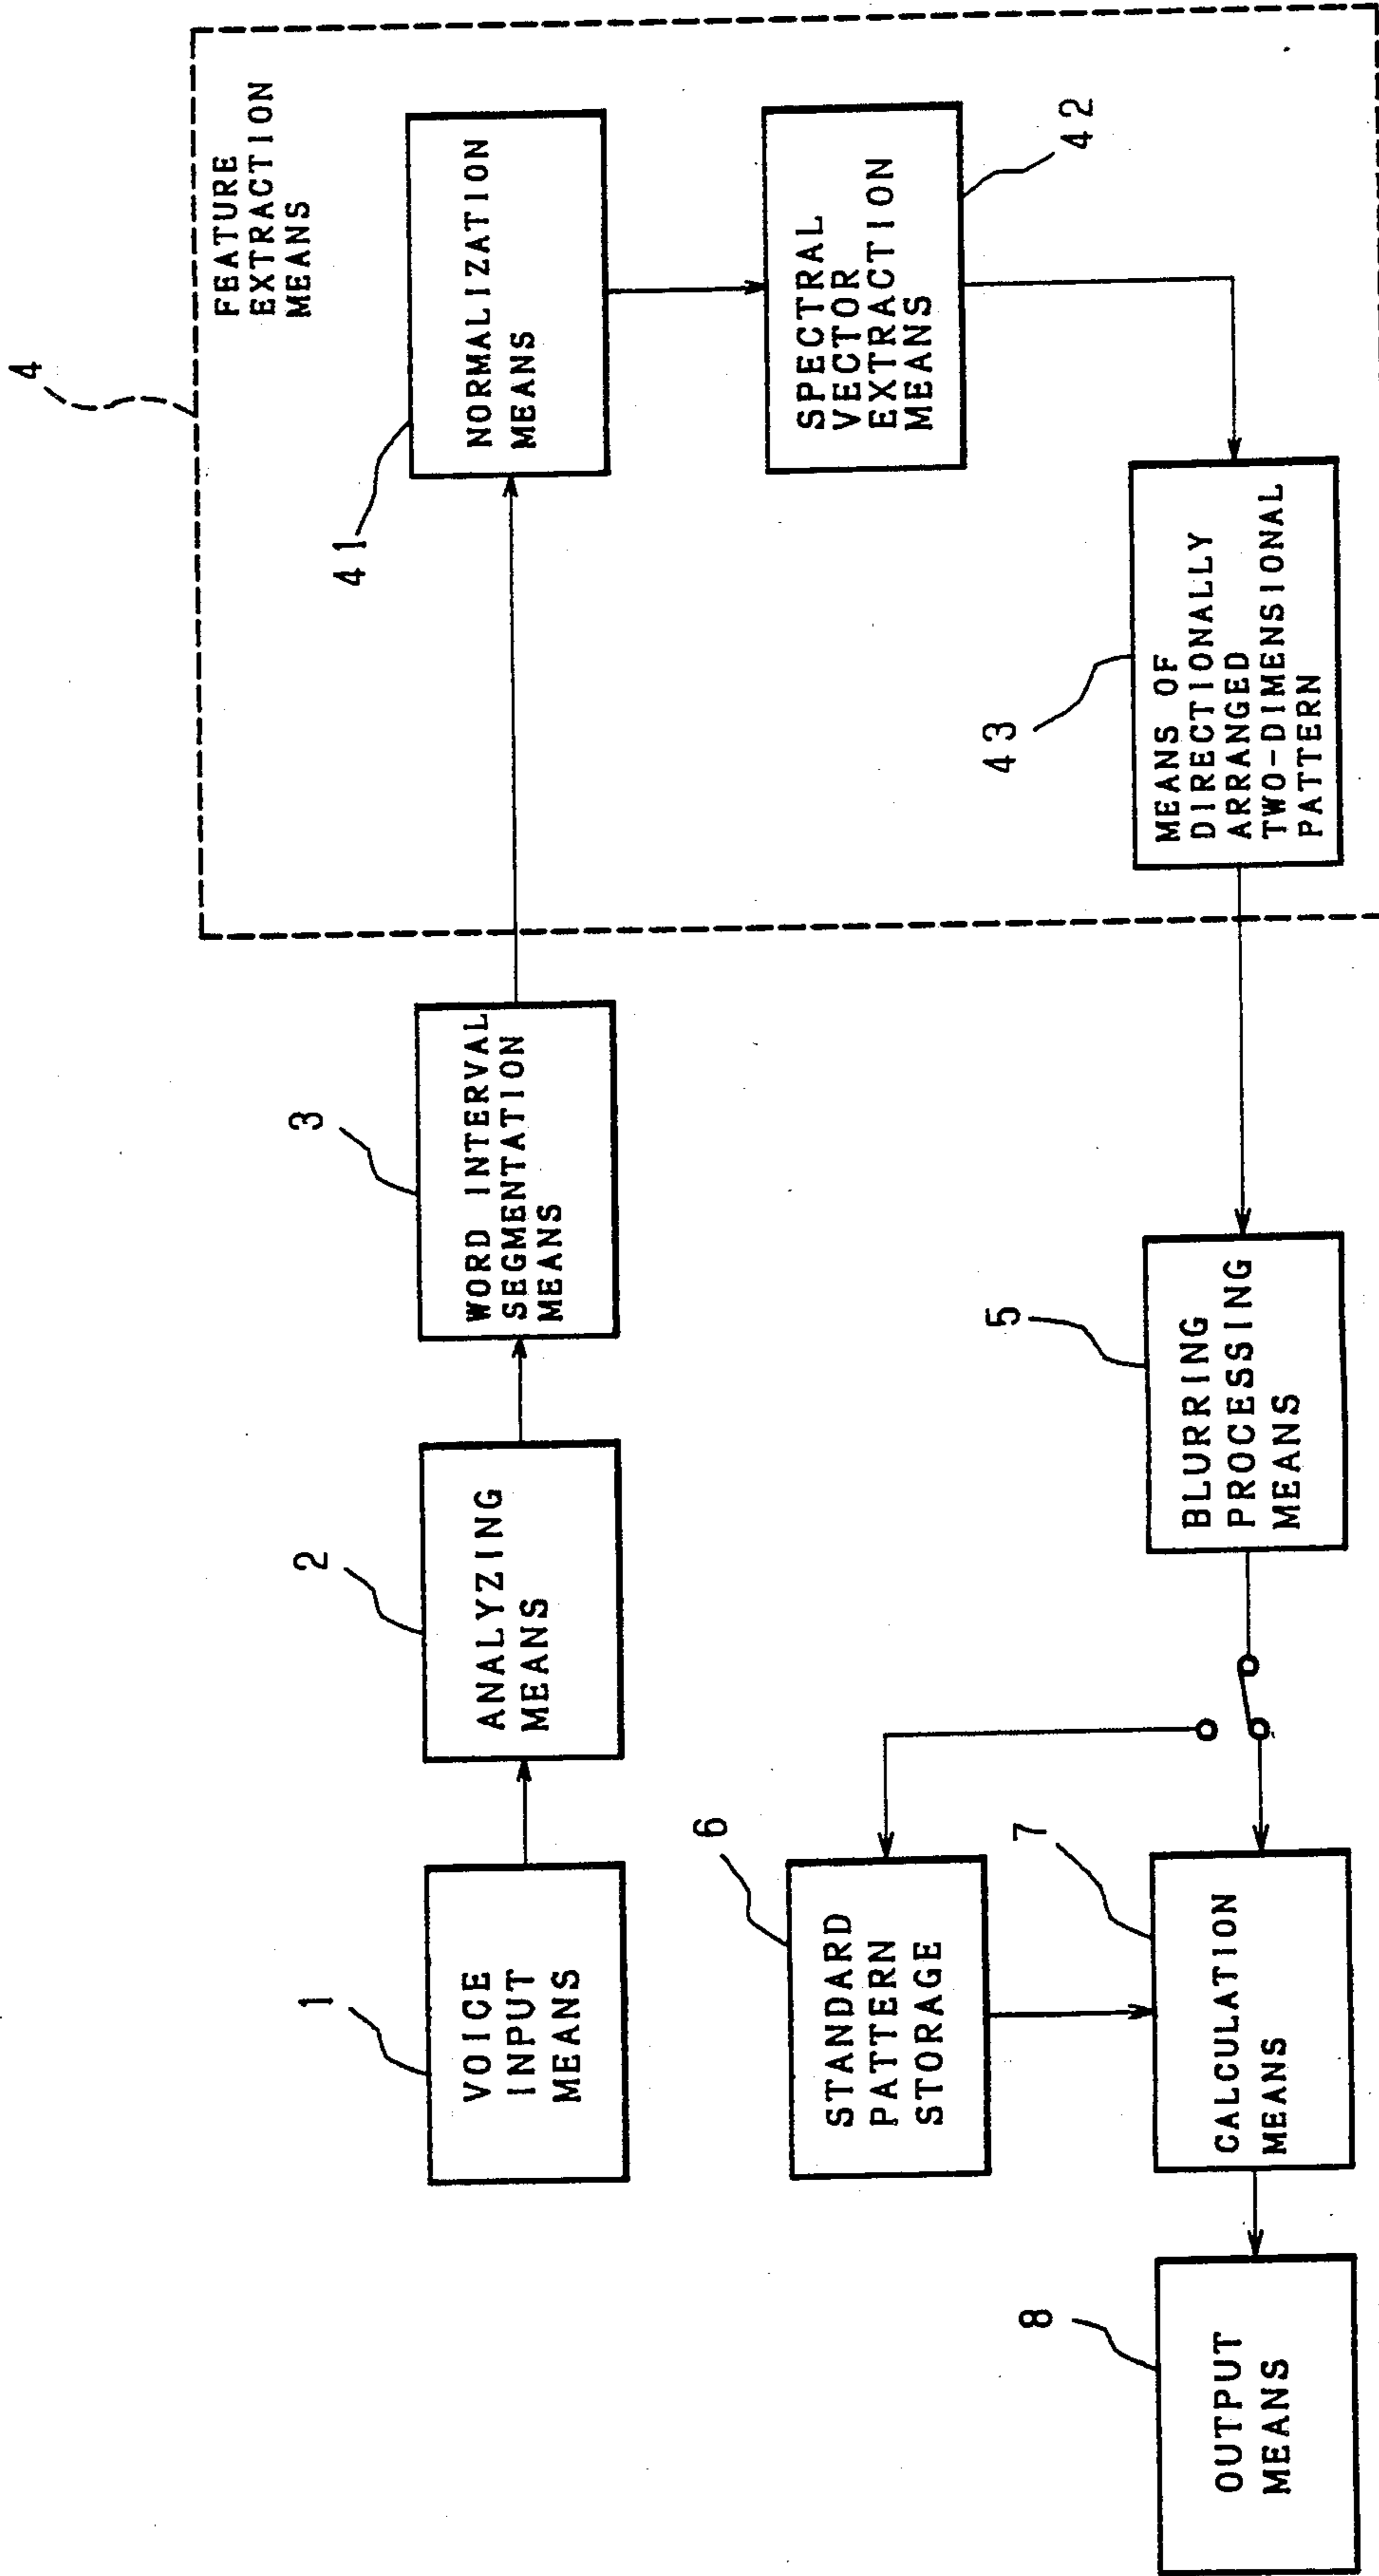 4
FEATURE
EXTRACTION
MEANS
1
VOICE
INPUT
MEANS
2
ANALYZING
MEANS
3
WORD INTERVAL
SEGMENTATION
MEANS
41
NORMALIZATION
MEANS
SPECTRAL
VECTOR
EXTRACTION
MEANS
42
43
MEANS OF
DIRECTIONALLY
ARRANGED
TWO-DIMENSIONAL
PATTERN
5
BLURRING
PROCESSING
MEANS
6
STANDARD
PATTERN
STORAGE
7
CALCULATION
MEANS
8
OUTPUT
MEANS